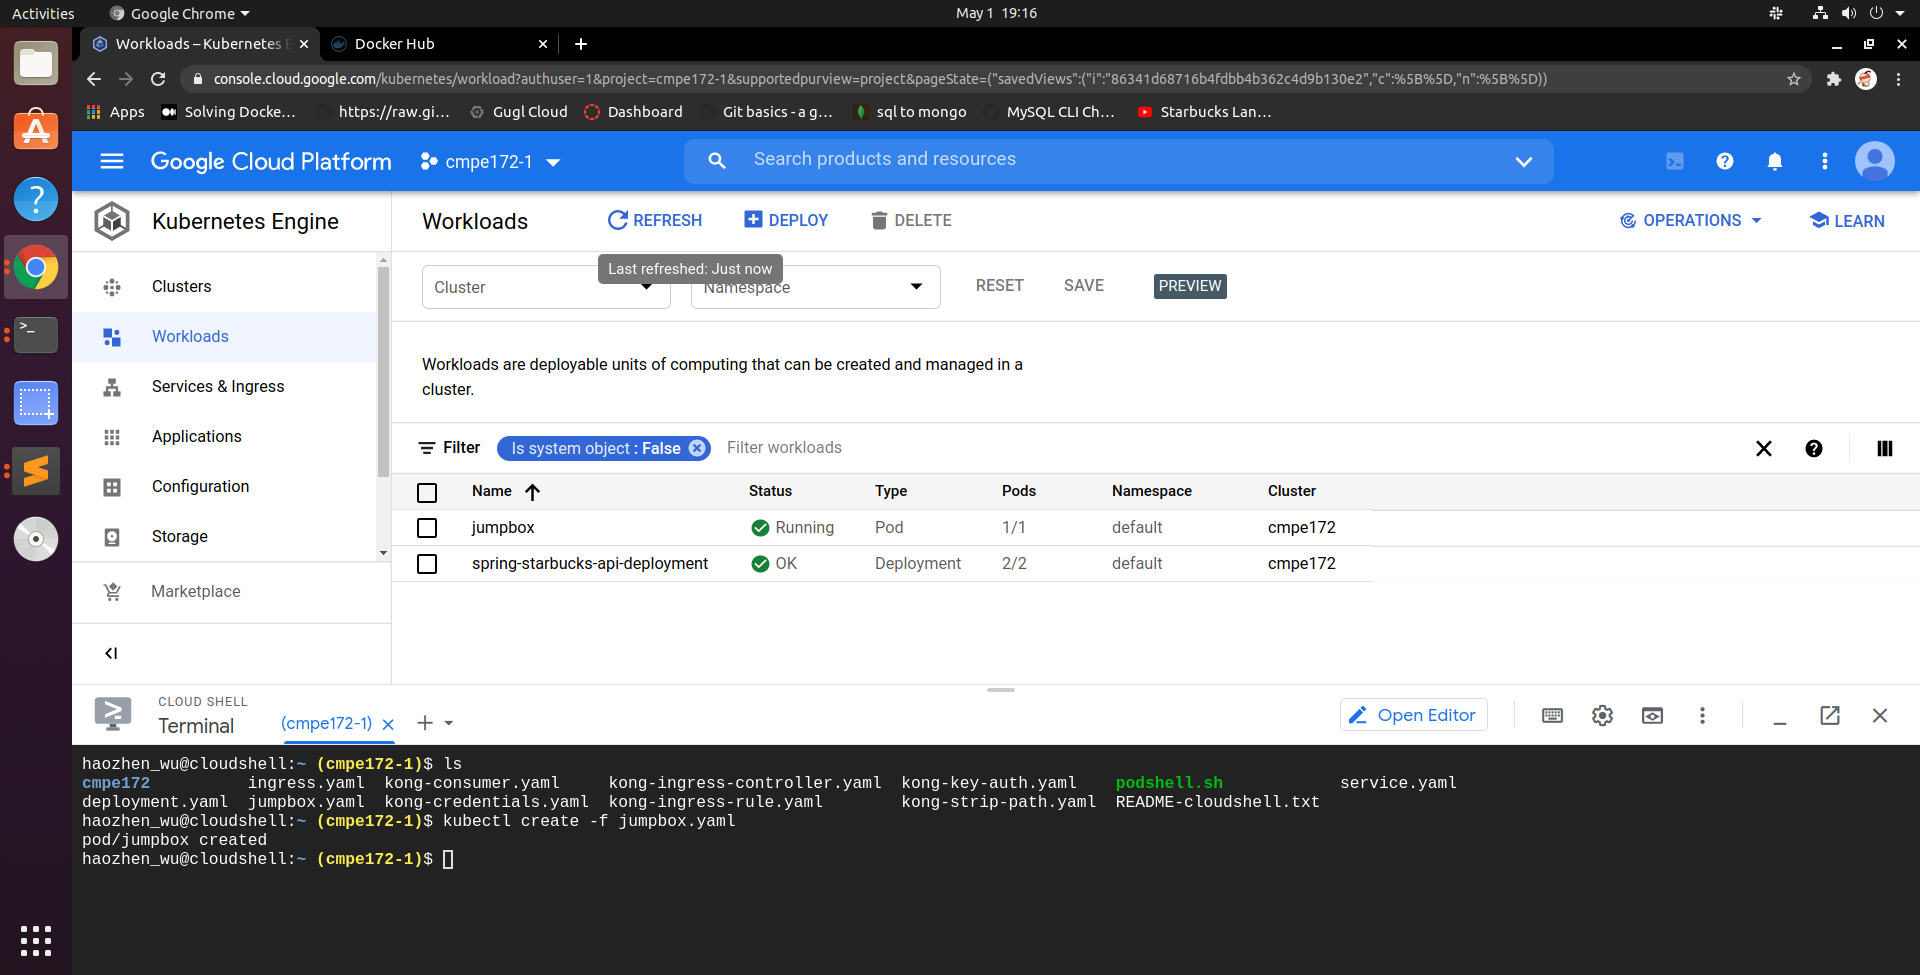 Activities Google Chrome May 1 19:16
Workloads – Kubernetes E Docker Hub
console.cloud.google.com/kubernetes/workload?authuser=1&project=cmpe172-1&supportedpurview=project&pageState=("savedViews":("i":"86341d68716b4fdbb4b362c4d9b130e2","c":%5B%5D,"n":%5B%5D))
Apps Solving Docke... https://raw.gi... Gugl Cloud Dashboard Git basics - a g... sql to mongo MySQL CLI Ch... Starbucks Lan...
Google Cloud Platform cmpe172-1 Search products and resources
Kubernetes Engine Workloads REFRESH DEPLOY DELETE OPERATIONS LEARN
Last refreshed: Just now
Clusters Cluster Namespace RESET SAVE PREVIEW
Workloads
Services & Ingress
Applications
Configuration
Storage
Marketplace
Workloads are deployable units of computing that can be created and managed in a
cluster.
Filter Is system object : False Filter workloads
Name Status Type Pods Namespace Cluster
jumpbox Running Pod 1/1 default cmpe172
spring-starbucks-api-deployment OK Deployment 2/2 default cmpe172
CLOUD SHELL
Terminal (cmpe172-1) Open Editor
haozhen_wu@cloudshell:~ (cmpe172-1)$ ls
cmpe172 ingress.yaml kong-consumer.yaml kong-ingress-controller.yaml kong-key-auth.yaml podshell.sh service.yaml
deployment.yaml jumpbox.yaml kong-credentials.yaml kong-ingress-rule.yaml kong-strip-path.yaml README-cloudshell.txt
haozhen_wu@cloudshell:~ (cmpe172-1)$ kubectl create -f jumpbox.yaml
pod/jumpbox created
haozhen_wu@cloudshell:~ (cmpe172-1)$